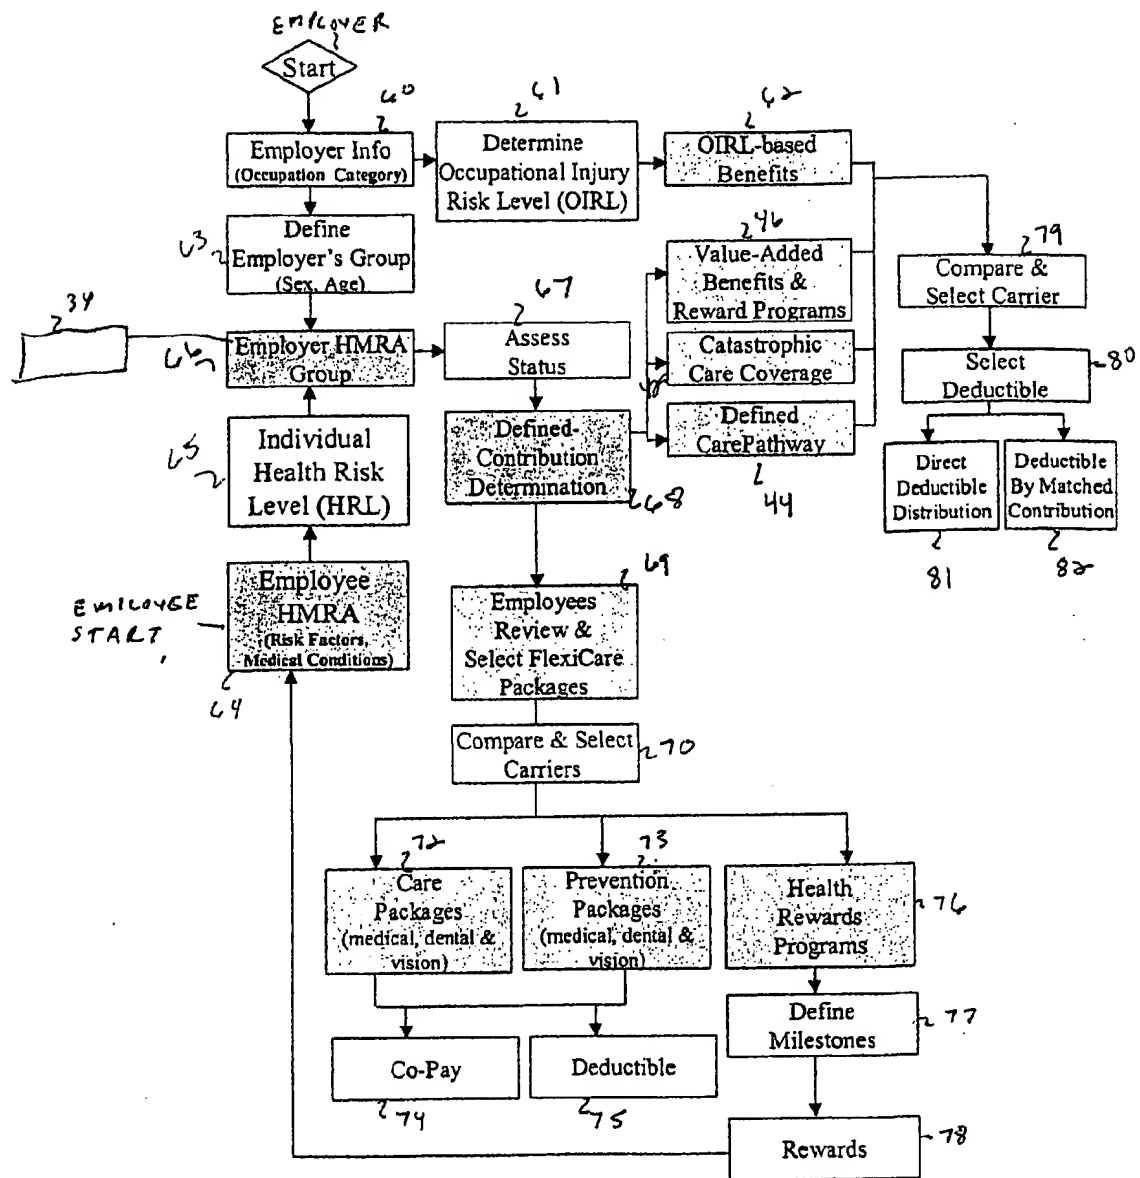 EMPLOYER
Start
60
61
62
Employer Info
(Occupation Category)
Determine
Occupational Injury
Risk Level (OIRL)
OIRL-based
Benefits
63
Define
Employer's Group
(Sex, Age)
46
Value-Added
Benefits &
Reward Programs
79
Compare &
Select Carrier
34
66
Employer HMRA
Group
67
Assess
Status
48
Catastrophic
Care Coverage
Select
Deductible
80
65
Individual
Health Risk
Level (HRL)
Defined-
Contribution
Determination
68
Defined
CarePathway
44
Direct
Deductible
Distribution
81
Deductible
By Matched
Contribution
82
EMPLOYEE
START
Employee
HMRA
(Risk Factors,
Medical Conditions)
64
69
Employees
Review &
Select FlexiCare
Packages
Compare & Select
Carriers
70
72
Care
Packages
(medical, dental &
vision)
73
Prevention
Packages
(medical, dental &
vision)
Health
Rewards
Programs
76
Define
Milestones
77
Co-Pay
74
Deductible
75
Rewards
78